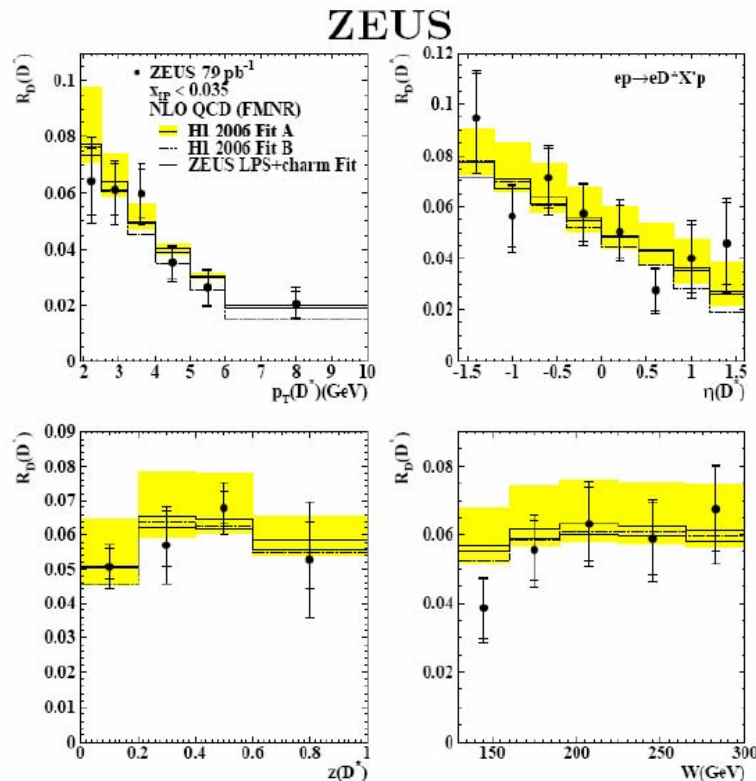 ZEUS
R_D(D*)
0.1
0.08
0.06
0.04
0.02
0
ZEUS 79 pb⁻¹
x_IP < 0.035
NLO QCD (FMNR)
H1 2006 Fit A
H1 2006 Fit B
ZEUS LPS+charm Fit
2 3 4 5 6 7 8 9 10
p_T(D*)(GeV)
R_D(D*)
0.12
0.1
0.08
0.06
0.04
0.02
0
ep→eD*X'p
-1.5 -1 -0.5 0 0.5 1 1.5
η(D*)
R_D(D*)
0.09
0.08
0.07
0.06
0.05
0.04
0.03
0.02
0.01
0
0 0.2 0.4 0.6 0.8 1
z(D*)
R_D(D*)
0.1
0.08
0.06
0.04
0.02
0
150 200 250 300
W(GeV)